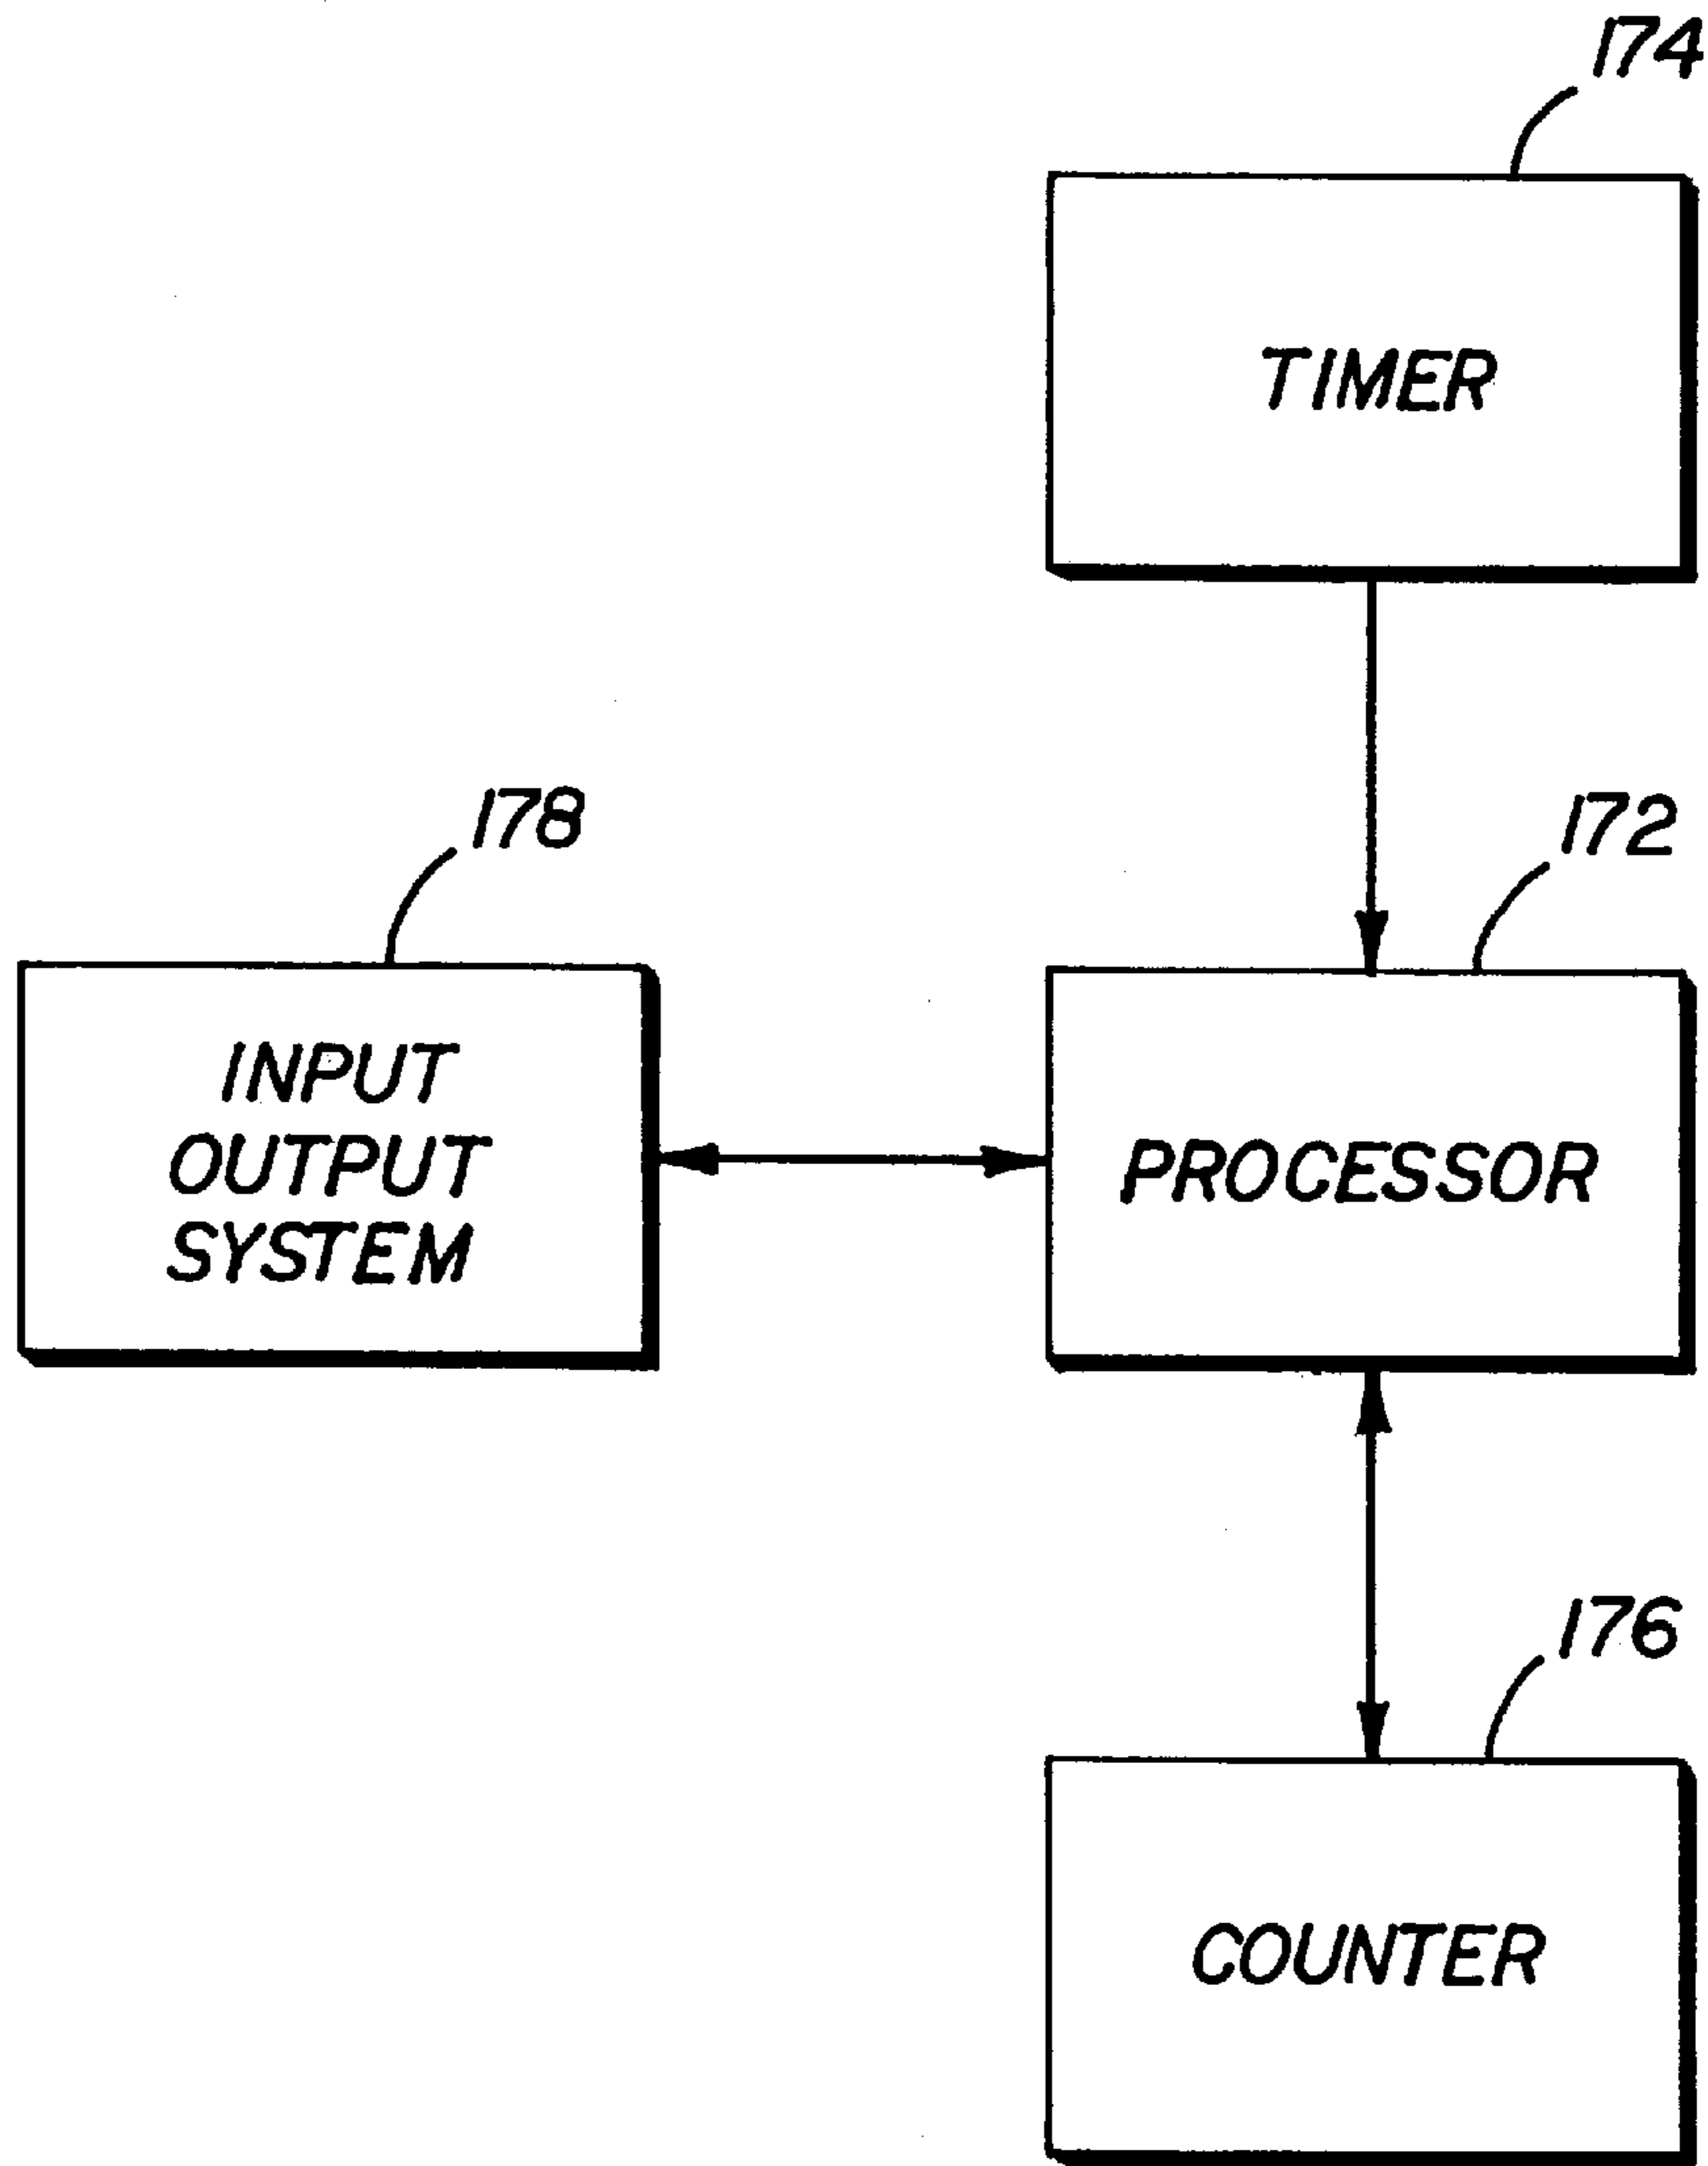 174
TIMER
178
172
INPUT
OUTPUT
SYSTEM
PROCESSOR
176
COUNTER